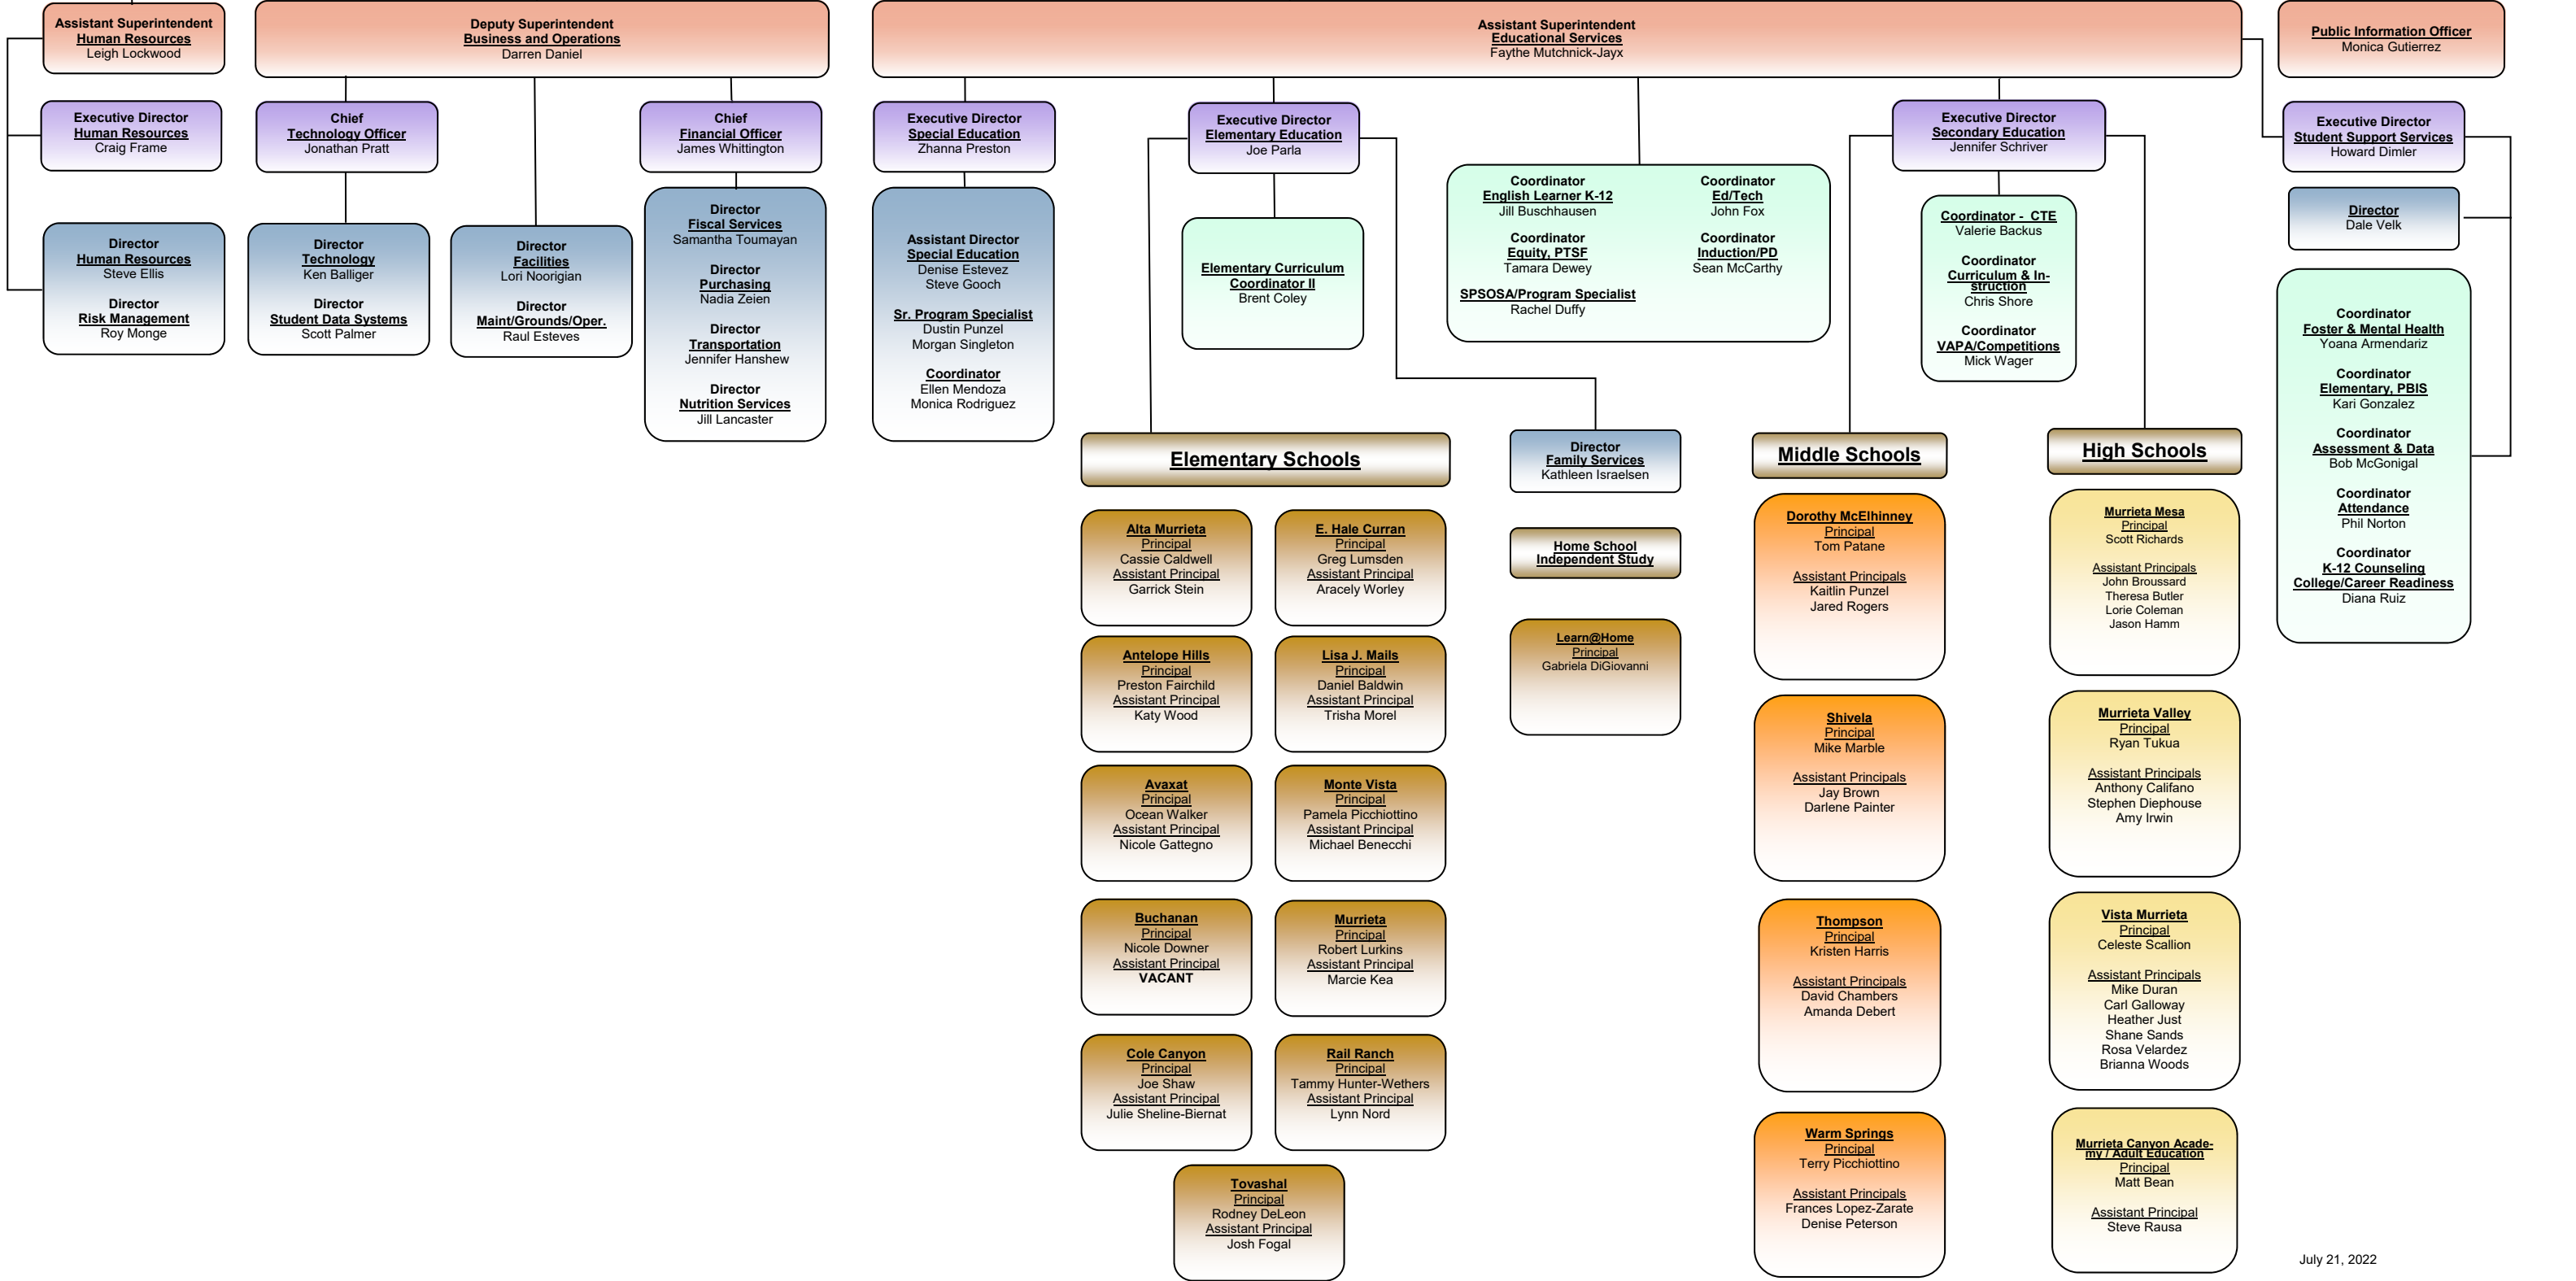 Assistant Superintendent
Human Resources
Leigh Lockwood
Deputy Superintendent
Business and Operations
Darren Daniel
Assistant Superintendent
Educational Services
Faythe Mutchnick-Jayx
Public Information Officer
Monica Gutierrez
Executive Director
Human Resources
Craig Frame
Chief
Technology Officer
Jonathan Pratt
Chief
Financial Officer
James Whittington
Executive Director
Special Education
Zhanna Preston
Executive Director
Elementary Education
Joe Parla
Executive Director
Secondary Education
Jennifer Schriver
Executive Director
Student Support Services
Howard Dimler
Director
Human Resources
Steve Ellis
Director
Risk Management
Roy Monge
Director
Technology
Ken Balliger
Director
Student Data Systems
Scott Palmer
Director
Facilities
Lori Noorigian
Director
Maint/Grounds/Oper.
Raul Esteves
Director
Fiscal Services
Samantha Toumayan
Director
Purchasing
Nadia Zeien
Director
Transportation
Jennifer Hanshew
Director
Nutrition Services
Jill Lancaster
Assistant Director
Special Education
Denise Estevez
Steve Gooch
Sr. Program Specialist
Dustin Punzel
Morgan Singleton
Coordinator
Ellen Mendoza
Monica Rodriguez
Elementary Curriculum
Coordinator II
Brent Coley
Coordinator
English Learner K-12
Jill Buschhausen
Coordinator
Equity, PTSF
Tamara Dewey
SPSOSA/Program Specialist
Rachel Duffy
Coordinator
Ed/Tech
John Fox
Coordinator
Induction/PD
Sean McCarthy
Coordinator - CTE
Valerie Backus
Coordinator
Curriculum & In-
struction
Chris Shore
Coordinator
VAPA/Competitions
Mick Wager
Director
Dale Velk
Coordinator
Foster & Mental Health
Yoana Armendariz
Coordinator
Elementary, PBIS
Kari Gonzalez
Coordinator
Assessment & Data
Bob McGonigal
Coordinator
Attendance
Phil Norton
Coordinator
K-12 Counseling
College/Career Readiness
Diana Ruiz
Elementary Schools
Alta Murrieta
Principal
Cassie Caldwell
Assistant Principal
Garrick Stein
E. Hale Curran
Principal
Greg Lumsden
Assistant Principal
Aracely Worley
Antelope Hills
Principal
Preston Fairchild
Assistant Principal
Katy Wood
Lisa J. Mails
Principal
Daniel Baldwin
Assistant Principal
Trisha Morel
Avaxat
Principal
Ocean Walker
Assistant Principal
Nicole Gattegno
Monte Vista
Principal
Pamela Picchiottino
Assistant Principal
Michael Benecchi
Buchanan
Principal
Nicole Downer
Assistant Principal
VACANT
Murrieta
Principal
Robert Lurkins
Assistant Principal
Marcie Kea
Cole Canyon
Principal
Joe Shaw
Assistant Principal
Julie Sheline-Biernat
Rail Ranch
Principal
Tammy Hunter-Wethers
Assistant Principal
Lynn Nord
Tovashal
Principal
Rodney DeLeon
Assistant Principal
Josh Fogal
Director
Family Services
Kathleen Israelsen
Home School
Independent Study
Learn@Home
Principal
Gabriela DiGiovanni
Middle Schools
Dorothy McElhinney
Principal
Tom Patane
Assistant Principals
Kaitlin Punzel
Jared Rogers
Shivela
Principal
Mike Marble
Assistant Principals
Jay Brown
Darlene Painter
Thompson
Principal
Kristen Harris
Assistant Principals
David Chambers
Amanda Debert
Warm Springs
Principal
Terry Picchiottino
Assistant Principals
Frances Lopez-Zarate
Denise Peterson
High Schools
Murrieta Mesa
Principal
Scott Richards
Assistant Principals
John Broussard
Theresa Butler
Lorie Coleman
Jason Hamm
Murrieta Valley
Principal
Ryan Tukua
Assistant Principals
Anthony Califano
Stephen Diephouse
Amy Irwin
Vista Murrieta
Principal
Celeste Scallion
Assistant Principals
Mike Duran
Carl Galloway
Heather Just
Shane Sands
Rosa Velardez
Brianna Woods
Murrieta Canyon Acade-
my / Adult Education
Principal
Matt Bean
Assistant Principal
Steve Rausa
July 21, 2022